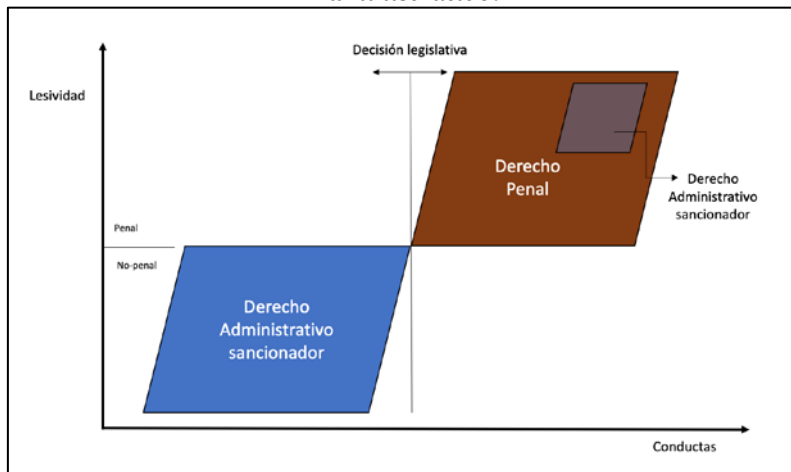 Decisión legislativa
Lesividad
Derecho
Penal
Derecho
Administrativo
sancionador
Penal
No-penal
Derecho
Administrativo
sancionador
Conductas